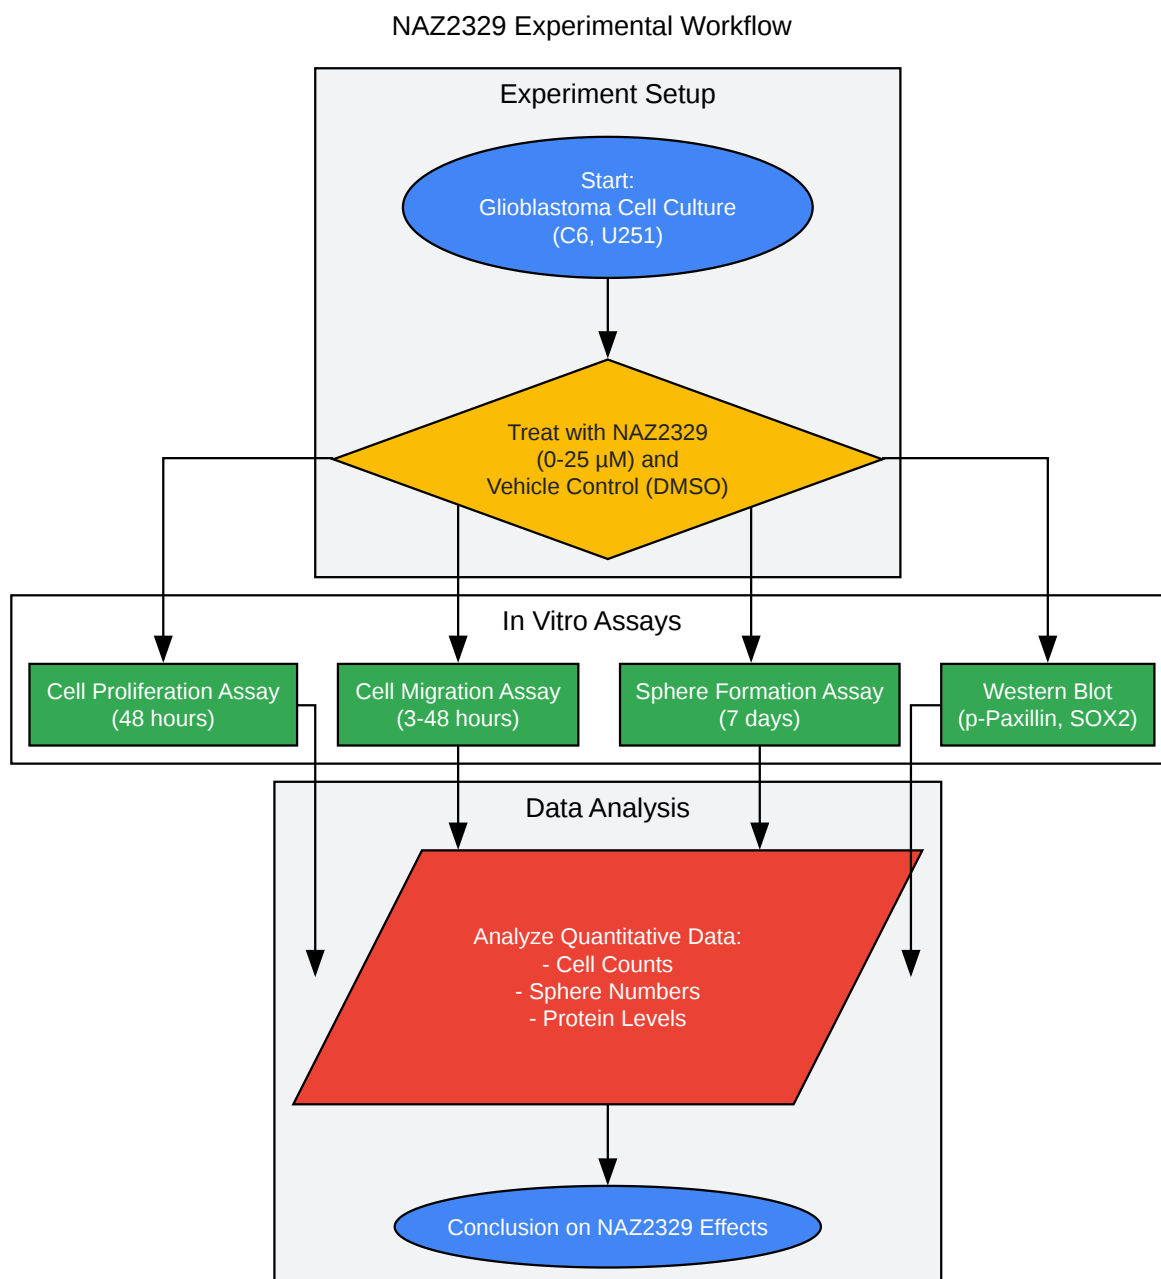 NAZ2329 Experimental Workflow
Experiment Setup
Start:
Glioblastoma Cell Culture
(C6, U251)
Treat with NAZ2329
(0-25 µM) and
Vehicle Control (DMSO)
In Vitro Assays
Cell Proliferation Assay
(48 hours)
Cell Migration Assay
(3-48 hours)
Sphere Formation Assay
(7 days)
Western Blot
(p-Paxillin, SOX2)
Data Analysis
Analyze Quantitative Data:
- Cell Counts
- Sphere Numbers
- Protein Levels
Conclusion on NAZ2329 Effects